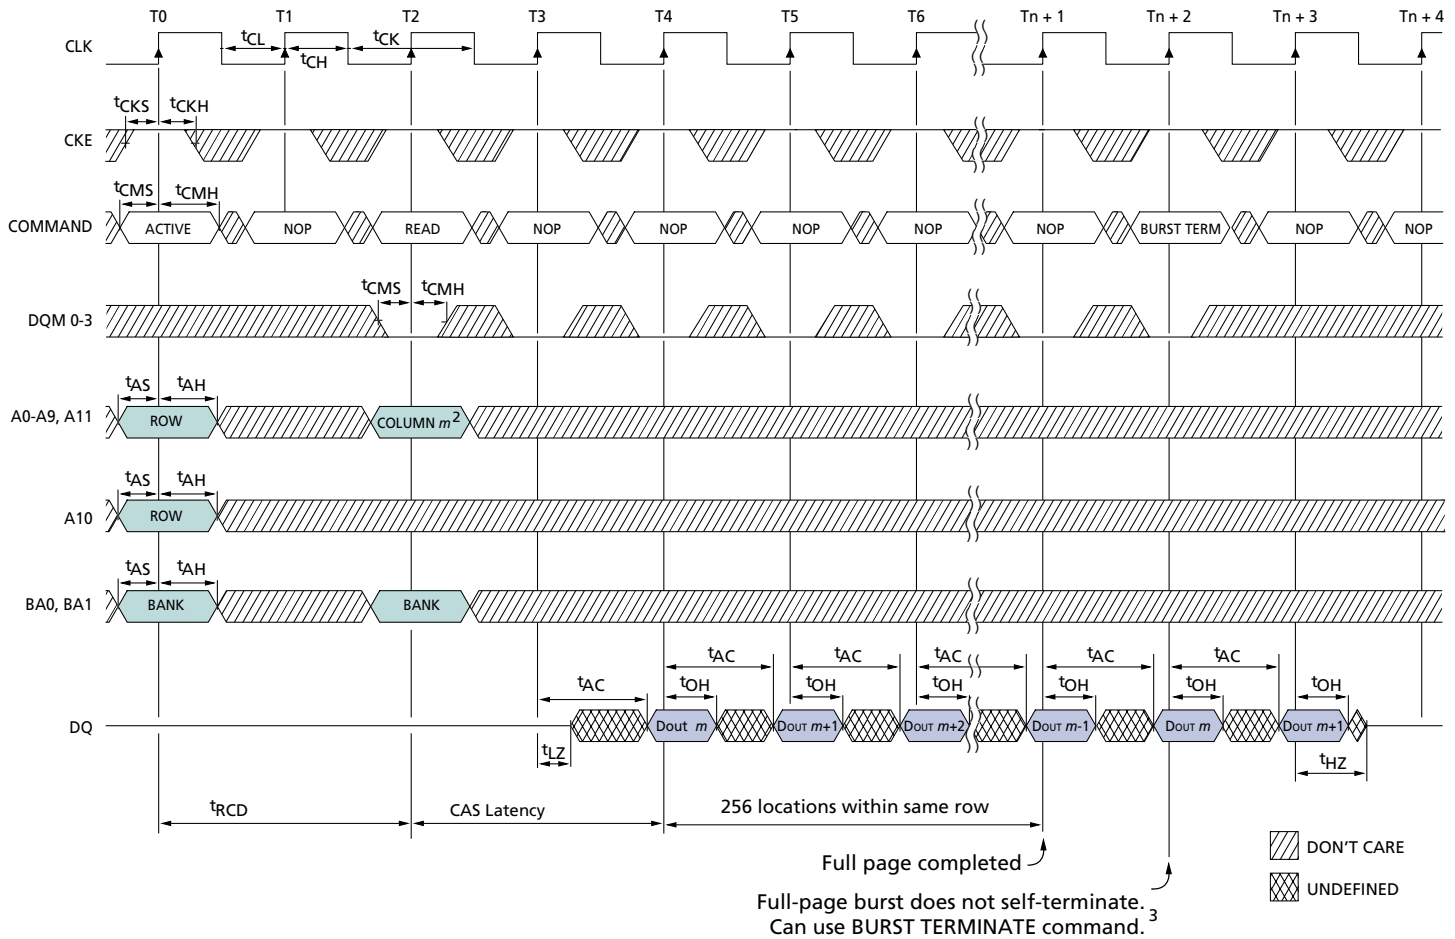 T0 T1 T2 T3 T4 T5 T6 Tn + 1 Tn + 2 Tn + 3 Tn + 4
CLK tCL tCH tCK
tCKS tCKH
CKE
tCMS tCMH
COMMAND ACTIVE NOP READ NOP NOP NOP NOP NOP BURST TERM NOP NOP
tCMS tCMH
DQM 0-3
tAS tAH
A0-A9, A11 ROW COLUMN m2
tAS tAH
A10 ROW
tAS tAH
BA0, BA1 BANK BANK
tAC tAC tAC tAC tAC tAC
tOH tOH tOH tOH tOH tOH
DQ Dout m DOUT m+1 DOUT m+2 DOUT m-1 DOUT m DOUT m+1
tLZ tHZ
tRCD CAS Latency 256 locations within same row
Full page completed
Full-page burst does not self-terminate.
Can use BURST TERMINATE command. 3
DON'T CARE
UNDEFINED